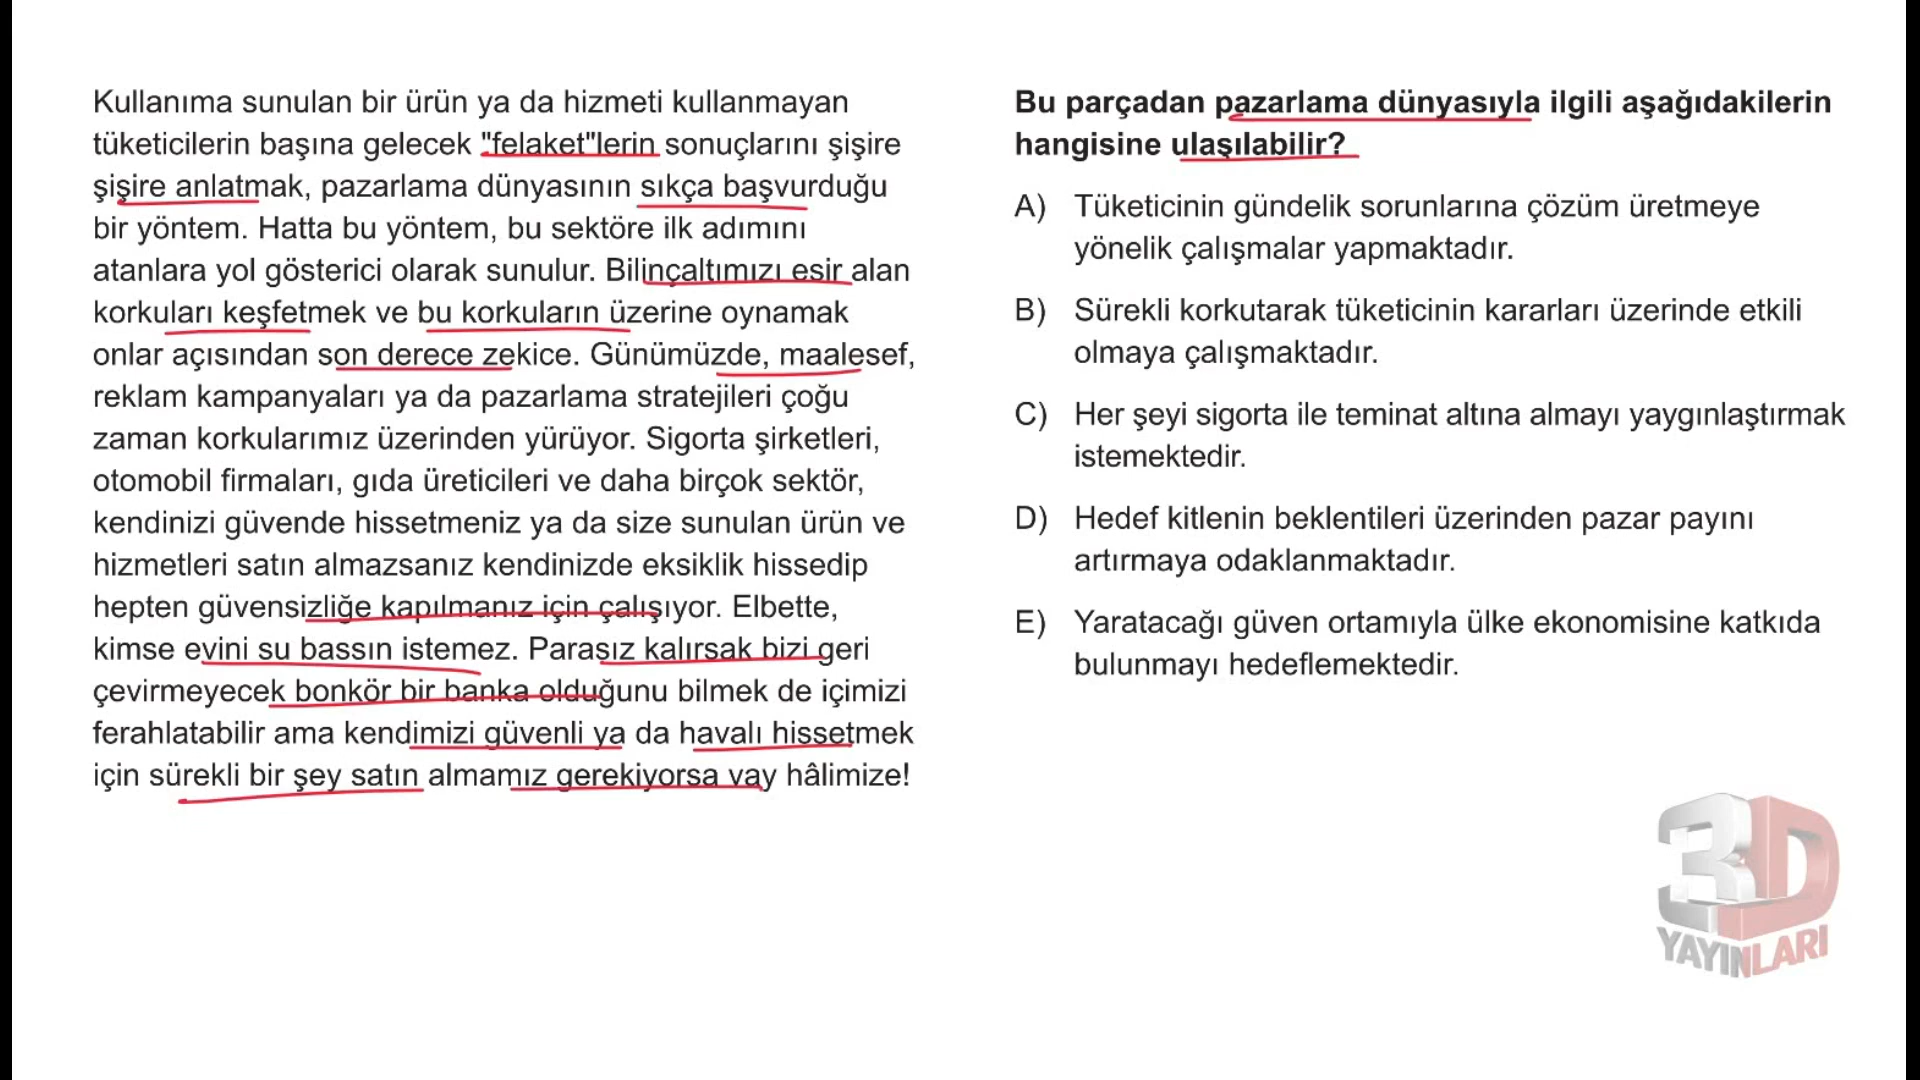 Kullanıma sunulan bir ürün ya da hizmeti kullanmayan
tüketicilerin başına gelecek "felaket"lerin sonuçlarını şişire
şişire anlatmak, pazarlama dünyasının sıkça başvurduğu
bir yöntem. Hatta bu yöntem, bu sektöre ilk adımını
atanlara yol gösterici olarak sunulur. Bilinçaltımızı esir alan
korkuları keşfetmek ve bu korkuların üzerine oynamak
onlar açısından son derece zekice. Günümüzde, maalesef,
reklam kampanyaları ya da pazarlama stratejileri çoğu
zaman korkularımız üzerinden yürüyor. Sigorta şirketleri,
otomobil firmaları, gıda üreticileri ve daha birçok sektör,
kendinizi güvende hissetmeniz ya da size sunulan ürün ve
hizmetleri satın almazsanız kendinizde eksiklik hissedip
hepten güvensizliğe kapılmanız için çalışıyor. Elbette,
kimse evini su bassın istemez. Parasız kalırsak bizi geri
çevirmeyecek bonkör bir banka olduğunu bilmek de içimizi
ferahlatabilir ama kendimizi güvenli ya da havalı hissetmek
için sürekli bir şey satın almamız gerekiyorsa vay hâlimize!
Bu parçadan pazarlama dünyasıyla ilgili aşağıdakilerin
hangisine ulaşılabilir?
A) Tüketicinin gündelik sorunlarına çözüm üretmeye
yönelik çalışmalar yapmaktadır.
B) Sürekli korkutarak tüketicinin kararları üzerinde etkili
olmaya çalışmaktadır.
C) Her şeyi sigorta ile teminat altına almayı yaygınlaştırmak
istemektedir.
D) Hedef kitlenin beklentileri üzerinden pazar payını
artırmaya odaklanmaktadır.
E) Yaratacağı güven ortamıyla ülke ekonomisine katkıda
bulunmayı hedeflemektedir.
3D
YAYINLARI